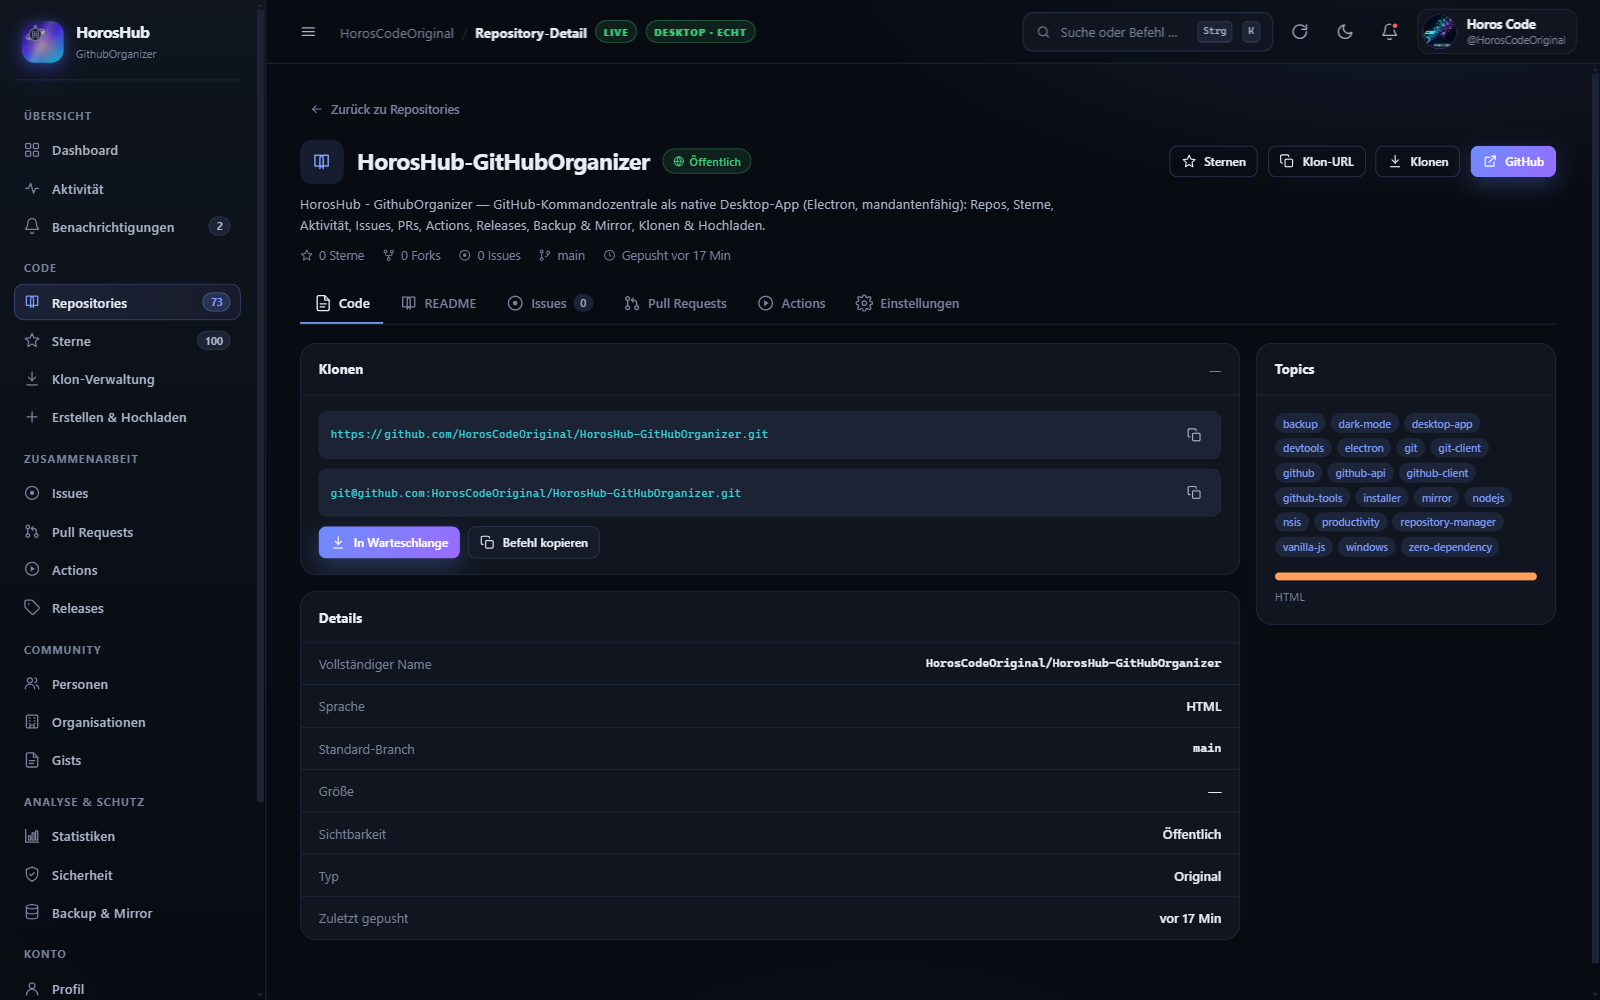 HorosHub
GithubOrganizer
ÜBERSICHT
Dashboard
Aktivität
Benachrichtigungen 2
CODE
Repositories 73
Sterne 100
Klon-Verwaltung
Erstellen & Hochladen
ZUSAMMENARBEIT
Issues
Pull Requests
Actions
Releases
COMMUNITY
Personen
Organisationen
Gists
ANALYSE & SCHUTZ
Statistiken
Sicherheit
Backup & Mirror
KONTO
Profil
HorosCodeOriginal / Repository-Detail LIVE DESKTOP · ECHT
Suche oder Befehl ... Strg K
Horos Code
@HorosCodeOriginal
← Zurück zu Repositories
HorosHub-GitHubOrganizer Öffentlich
Sternen Klon-URL Klonen GitHub
HorosHub - GithubOrganizer — GitHub-Kommandozentrale als native Desktop-App (Electron, mandantenfähig): Repos, Sterne,
Aktivität, Issues, PRs, Actions, Releases, Backup & Mirror, Klonen & Hochladen.
0 Sterne 0 Forks 0 Issues main Gepusht vor 17 Min
Code README Issues 0 Pull Requests Actions Einstellungen
Klonen —
https://github.com/HorosCodeOriginal/HorosHub-GitHubOrganizer.git
git@github.com:HorosCodeOriginal/HorosHub-GitHubOrganizer.git
In Warteschlange Befehl kopieren
Details
Vollständiger Name HorosCodeOriginal/HorosHub-GitHubOrganizer
Sprache HTML
Standard-Branch main
Größe —
Sichtbarkeit Öffentlich
Typ Original
Zuletzt gepusht vor 17 Min
Topics
backup dark-mode desktop-app
devtools electron git git-client
github github-api github-client
github-tools installer mirror nodejs
nsis productivity repository-manager
vanilla-js windows zero-dependency
HTML